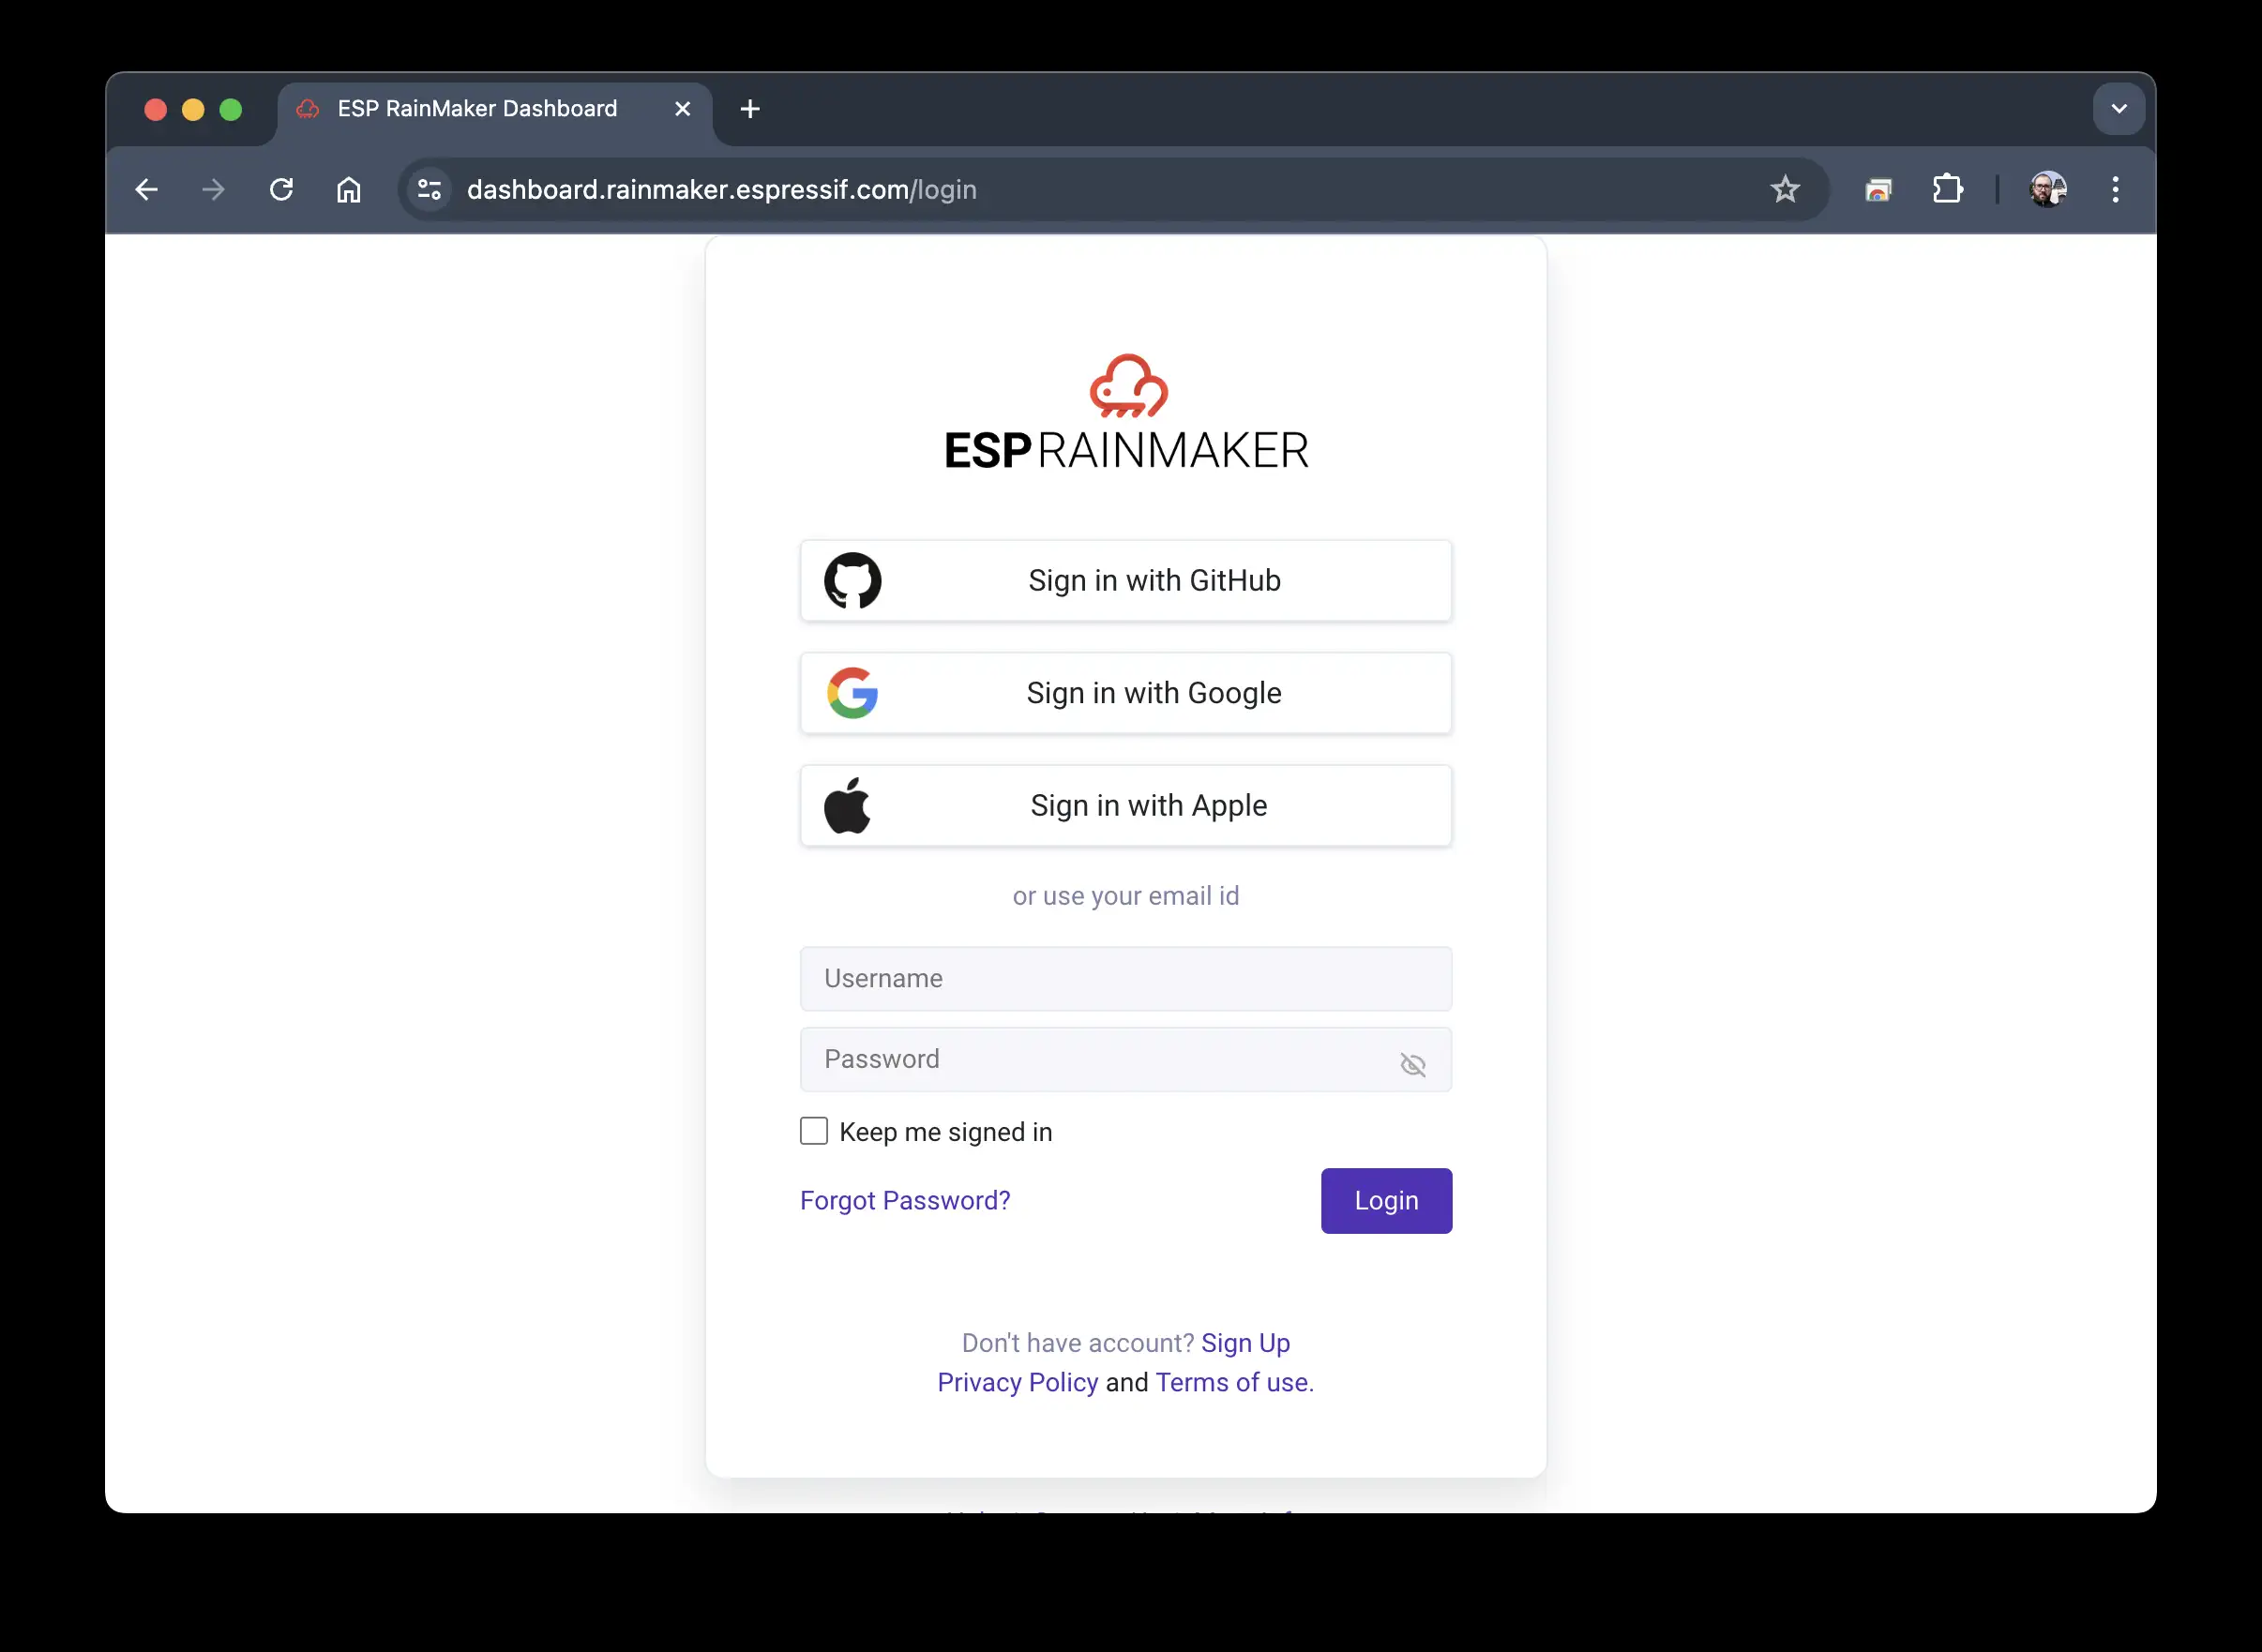 ESP RainMaker Dashboard
dashboard.rainmaker.espressif.com/login
ESP RAINMAKER
Sign in with GitHub
Sign in with Google
Sign in with Apple
or use your email id
Username
Password
Keep me signed in
Forgot Password?
Login
Don't have account? Sign Up
Privacy Policy and Terms of use.